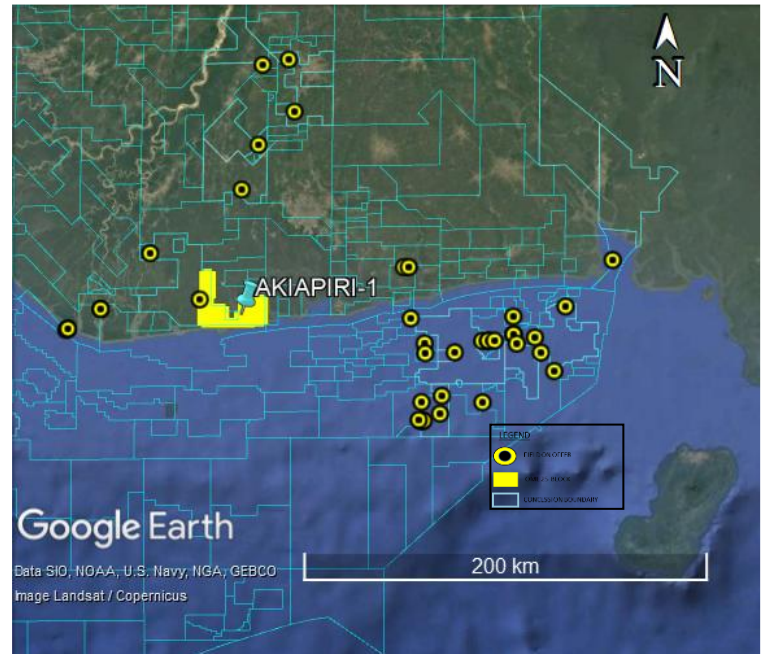 N
AKIAPIRI-1
LEGEND
CONCESSION BOUNDARY
Google Earth
200 km
Data SIO, NOAA, U.S. Navy, NGA, GEBCO
Image Landsat / Copernicus